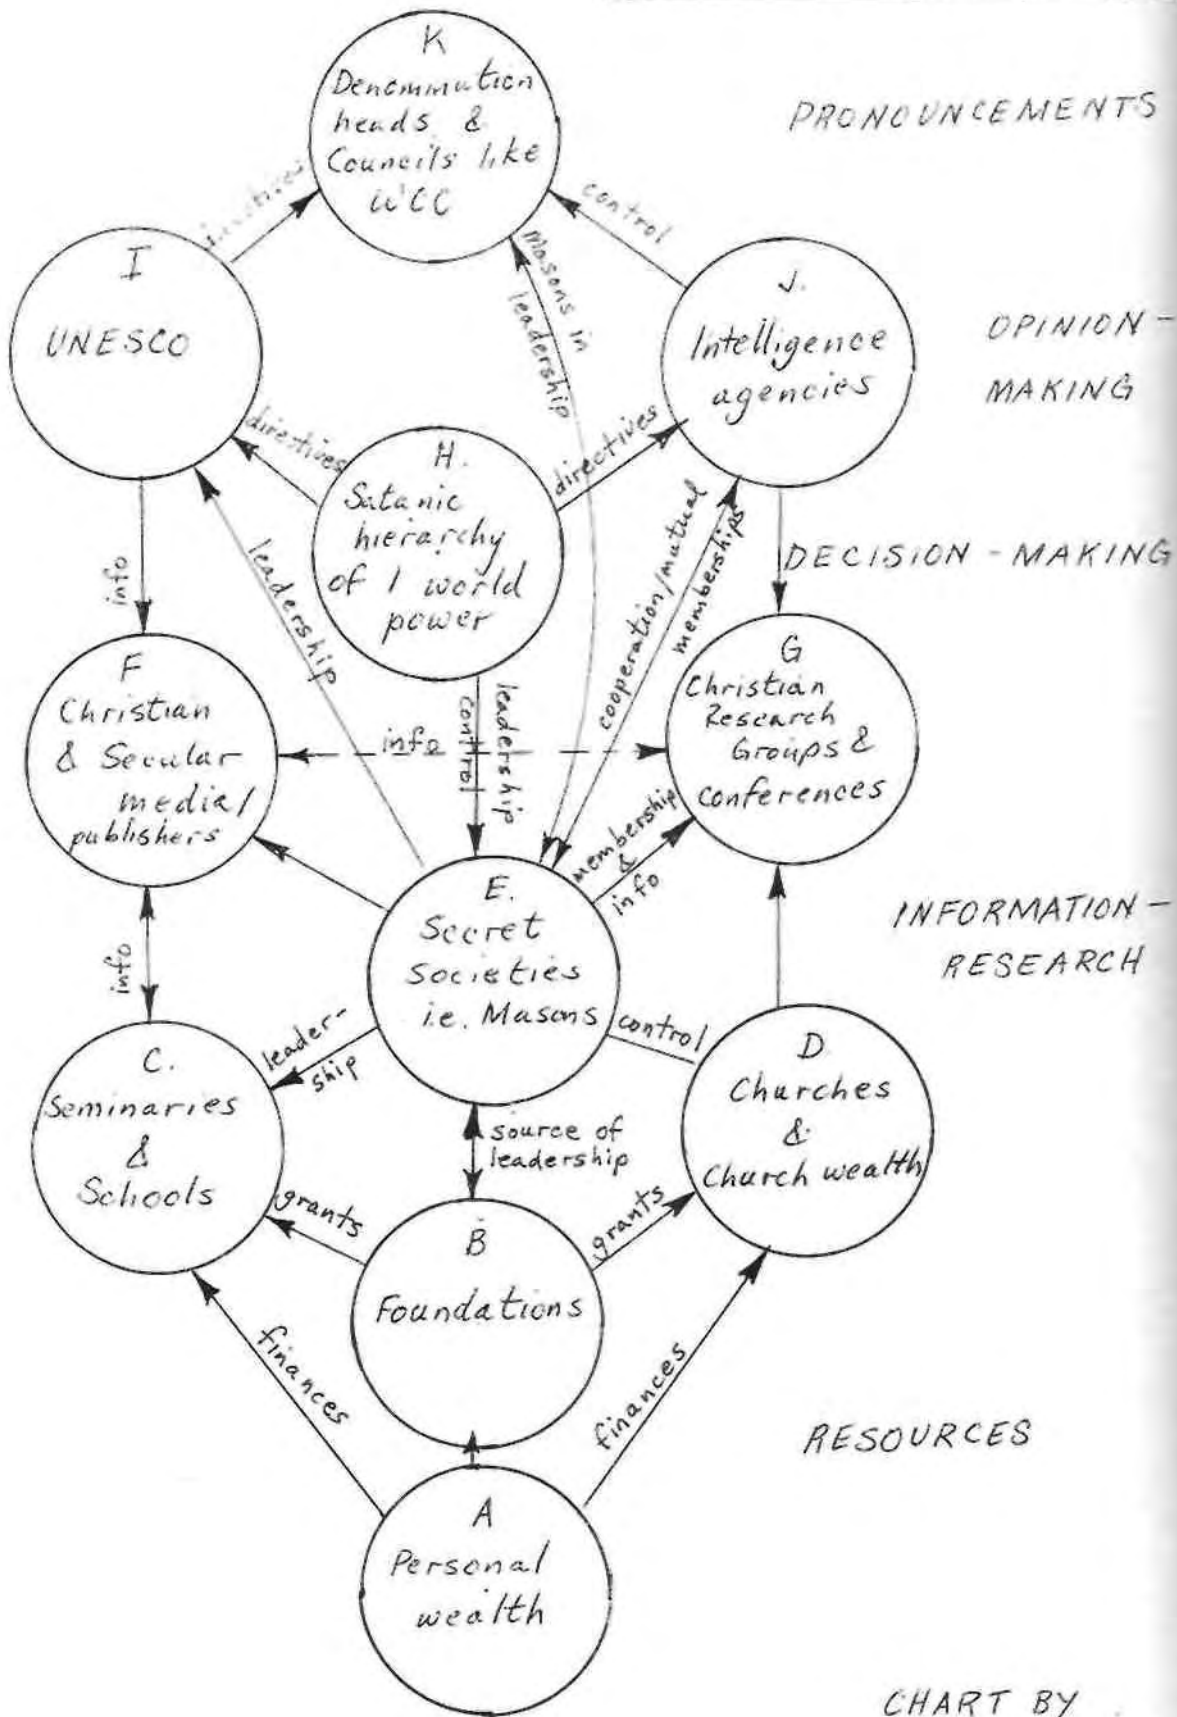 K
Denommution
heads &
Councils like
WCC
PRONOUNCEMENTS
control
I
UNESCO
Masons in
leadership
J.
Intelligence
agencies
OPINION -
MAKING
directives
H.
Satanic
hierarchy
of 1 world
power
directives
info
leadership
cooperation/mutual
memberships
DECISION - MAKING
F
Christian
& Secular
media/
publishers
info
leadership
control
G
Christian
Research
Groups &
conferences
membership
&
info
info
E.
Secret
Societies
i.e. Masons
INFORMATION -
RESEARCH
C.
Seminaries
&
Schools
leader-
ship
control
D.
Churches
&
Church wealth
source of
leadership
grants
B
Foundations
grants
finances
finances
RESOURCES
A
Personal
wealth
CHART BY